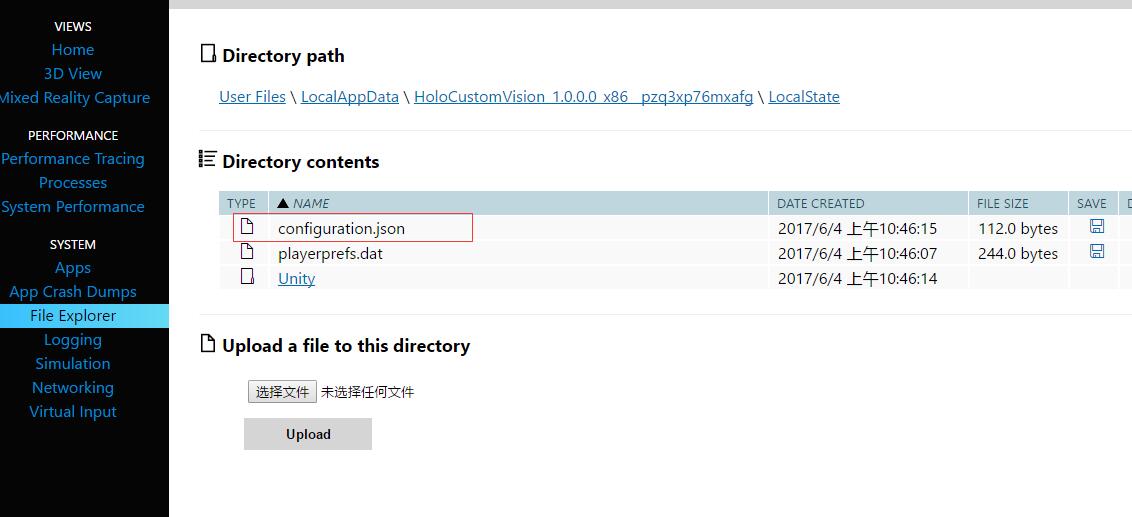 VIEWS
Home
3D View
Mixed Reality Capture
PERFORMANCE
Performance Tracing
Processes
System Performance
SYSTEM
Apps
App Crash Dumps
File Explorer
Logging
Simulation
Networking
Virtual Input
Directory path
User Files \ LocalAppData \ HoloCustomVision_1.0.0.0_x86__pzq3xp76mxafg \ LocalState
Directory contents
TYPE ▲ NAME DATE CREATED FILE SIZE SAVE D
configuration.json 2017/6/4 上午10:46:15 112.0 bytes
playerprefs.dat 2017/6/4 上午10:46:07 244.0 bytes
Unity 2017/6/4 上午10:46:14
Upload a file to this directory
选择文件 未选择任何文件
Upload